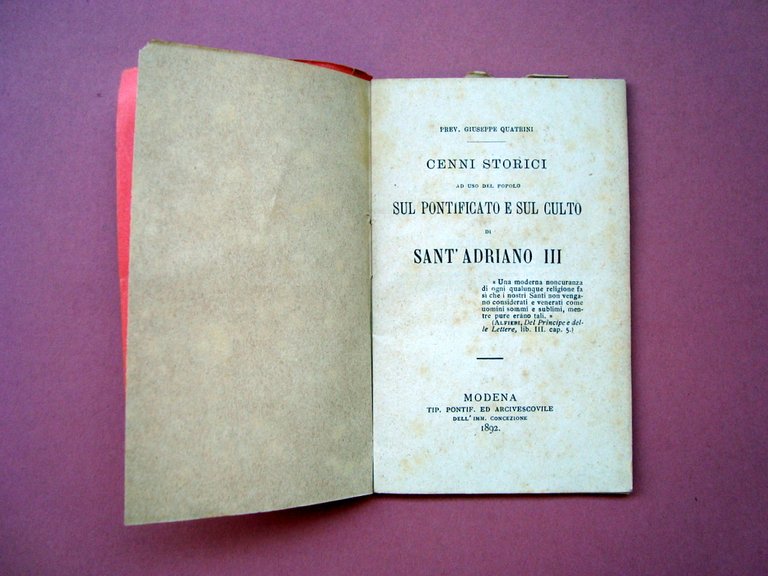 PREV. GIUSEPPE QUATRINI
CENNI STORICI
AD USO DEL POPOLO
SUL PONTIFICATO E SUL CULTO
DI
SANT' ADRIANO III
« Una moderna noncuranza
di ogni qualunque religione fa
sì che i nostri Santi non venga-
no considerati e venerati come
uomini sommi e sublimi, men-
tre pure erano tali. »
(ALFIERI, Del Principe e del-
le Lettere, lib. III. cap. 5.)
MODENA
TIP. PONTIF. ED ARCIVESCOVILE
DELL' IMM. CONCEZIONE
1892.